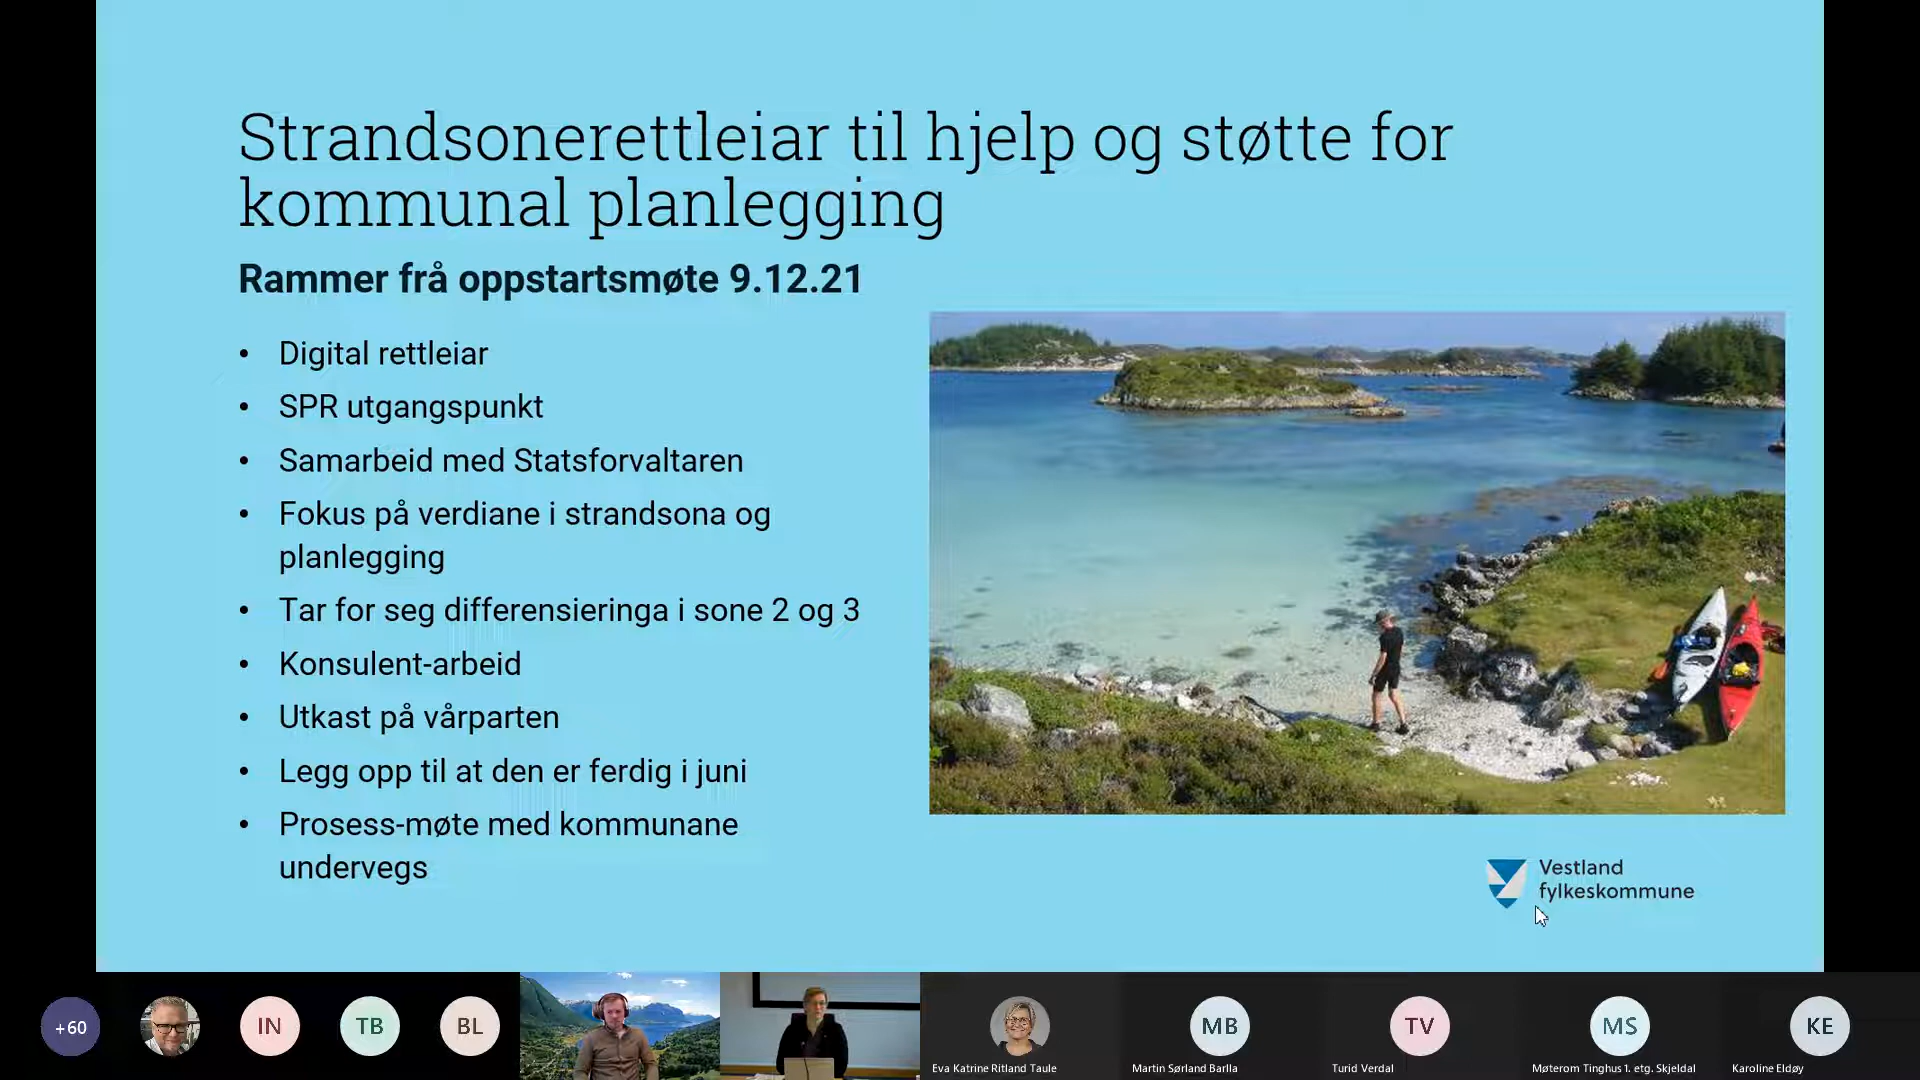 Strandsonerettleiar til hjelp og støtte for
kommunal planlegging
Rammer frå oppstartsmøte 9.12.21
• Digital rettleiar
• SPR utgangspunkt
• Samarbeid med Statsforvaltaren
• Fokus på verdiane i strandsona og
planlegging
• Tar for seg differensieringa i sone 2 og 3
• Konsulent-arbeid
• Utkast på vårparten
• Legg opp til at den er ferdig i juni
• Prosess-møte med kommunane
undervegs
Vestland
fylkeskommune
+60
IN
TB
BL
MB
TV
MS
KE
Eva Katrine Ritland Taule
Martin Sørland Barlla
Turid Verdal
Møterom Tinghus 1. etg. Skjeldal
Karoline Eldøy